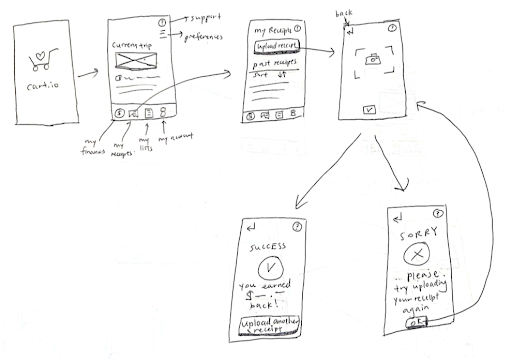 cart.io
support
preferences
?
Current trip
$
my finances
my receipts
my lists
my account
My Receipts
?
upload receipt
past receipts
sort
$
back
?
SUCCESS
you earned
$—.—
back!
upload another
receipt
?
SORRY
... please
try uploading
your receipt
again
OK
?